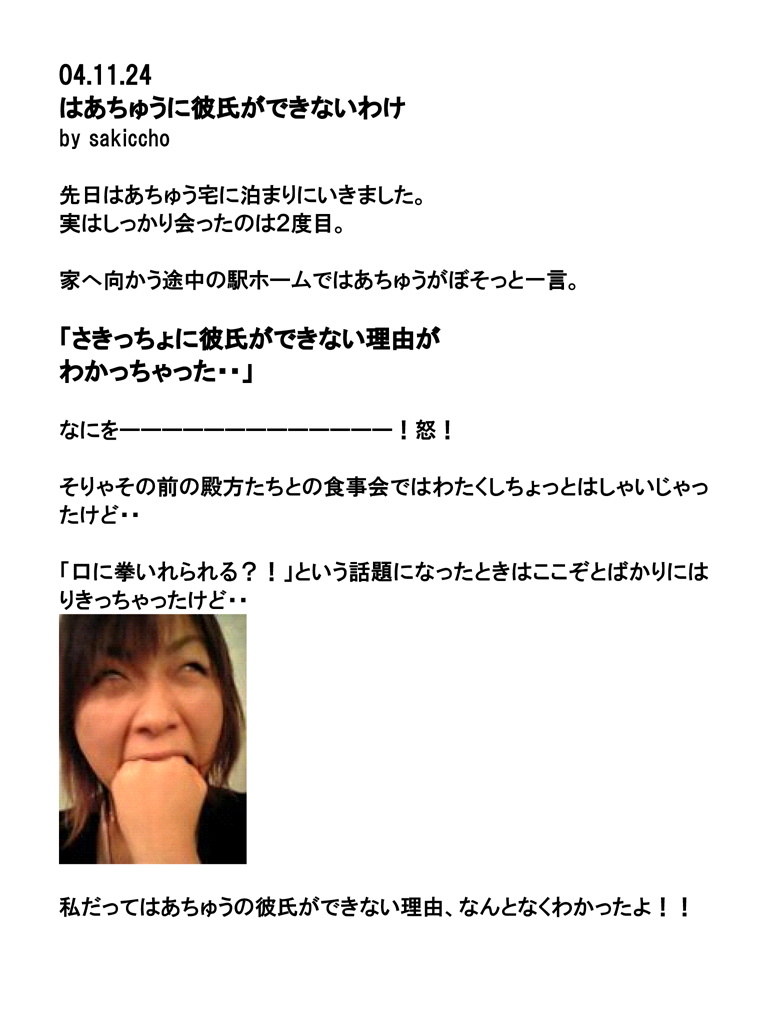 04.11.24
はあちゅうに彼氏ができないわけ
by sakiccho
先日はあちゅう宅に泊まりにいきました。
実はしっかり会ったのは２度目。
家へ向かう途中の駅ホームではあちゅうがぼそっと一言。
「さきっちょに彼氏ができない理由が
わかっちゃった・・」
なにをーーーーーーーーーーーーー！怒！
そりゃその前の殿方たちとの食事会ではわたくしちょっとはしゃいじゃっ
たけど・・
「口に拳いれられる？！」という話題になったときはここぞとばかりには
りきっちゃったけど・・
私だってはあちゅうの彼氏ができない理由、なんとなくわかったよ！！